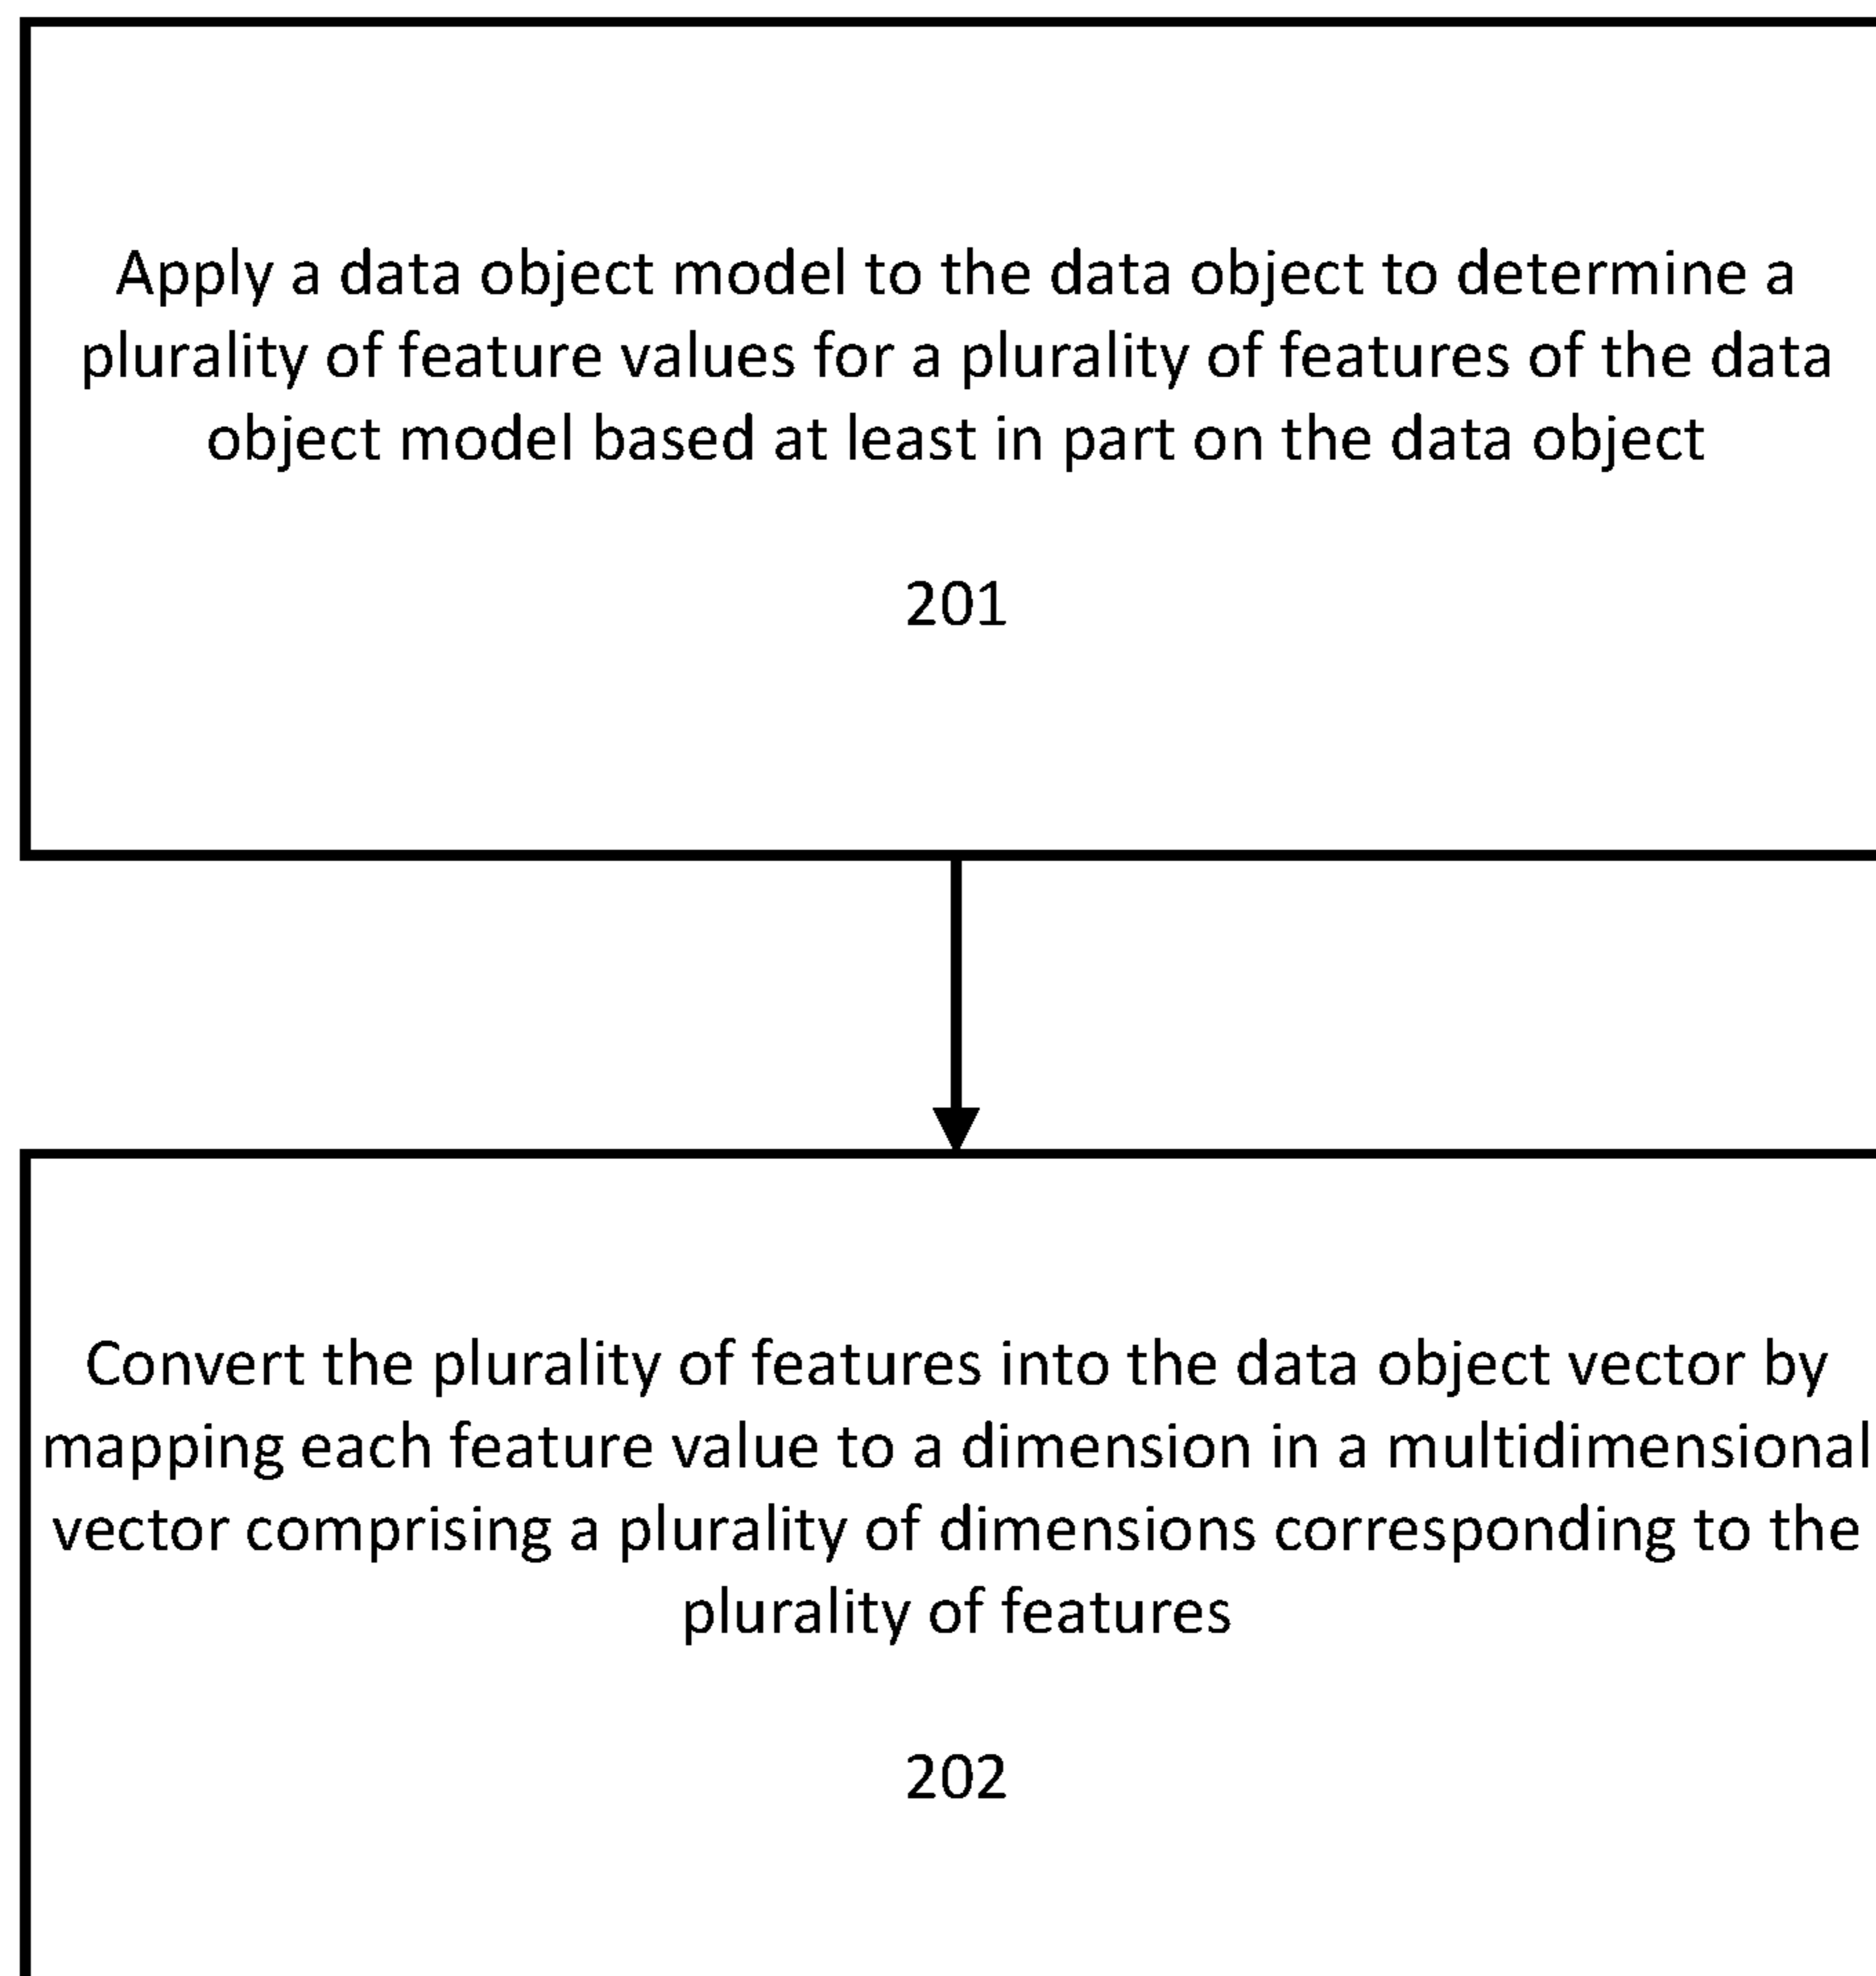 Apply a data object model to the data object to determine a
plurality of feature values for a plurality of features of the data
object model based at least in part on the data object
201
Convert the plurality of features into the data object vector by
mapping each feature value to a dimension in a multidimensional
vector comprising a plurality of dimensions corresponding to the
plurality of features
202